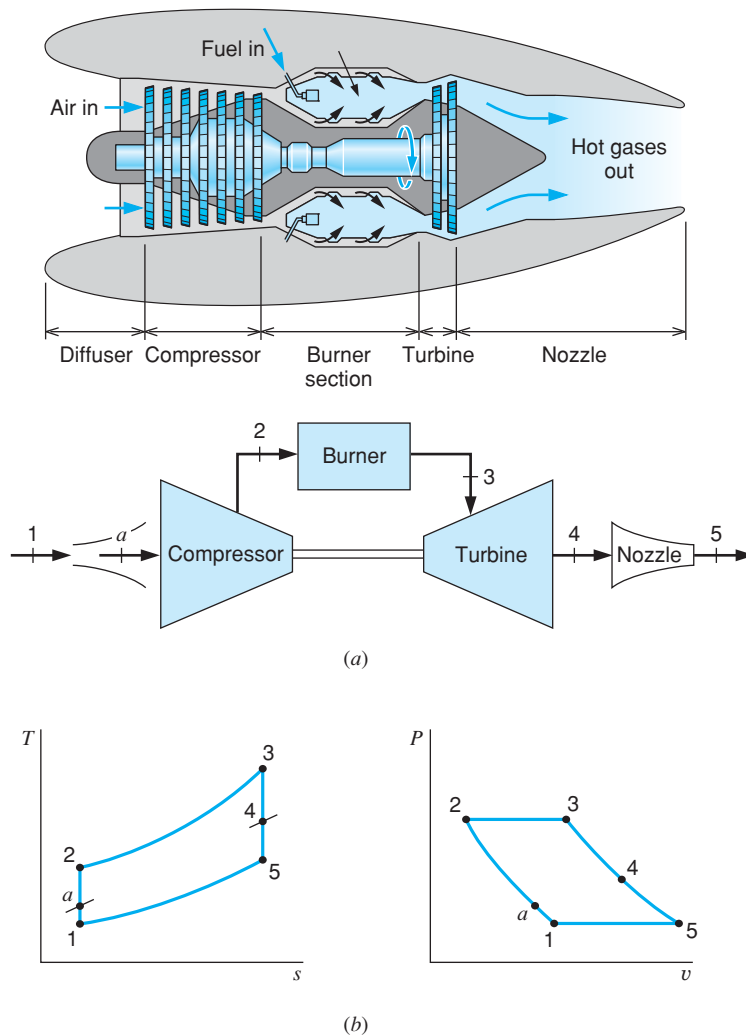 Fuel in
Air in
Hot gases
out
Diffuser Compressor Burner
section Turbine Nozzle
2
Burner
3
1
a
Compressor
Turbine
4
Nozzle
5
(a)
T
3
4
2
5
a
1
s
P
2
3
4
a
1
5
v
(b)